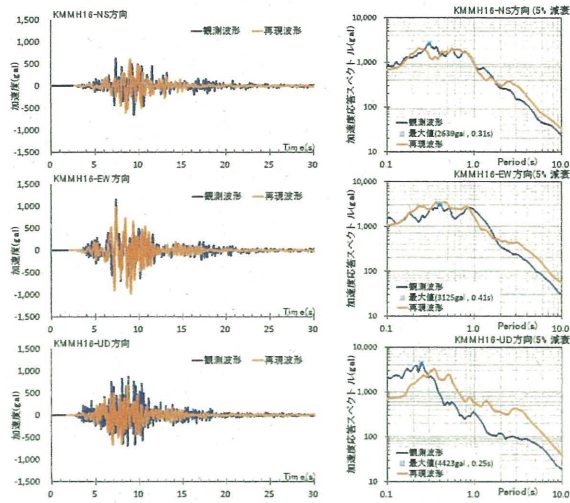 KMMH16-NS方向
1,500
1,000
500
0
-500
-1,000
-1,500
加速度(gal)
観測波形
再現波形
Time(s)
0
5
10
15
20
25
30
KMMH16-NS方向(5% 減衰
10,000
1,000
100
10
加速度応答スペクトル(gal)
観測波形
最大値(2639gal , 0.31s)
再現波形
Period(s)
0.1
1.0
10.0
KMMH16-EW方向
1,500
1,000
500
0
-500
-1,000
-1,500
加速度(gal)
観測波形
再現波形
Time(s)
0
5
10
15
20
25
30
KMMH16-EW方向(5% 減衰
10,000
1,000
100
10
加速度応答スペクトル(gal)
観測波形
最大値(3125gal , 0.41s)
再現波形
Period(s)
0.1
1.0
10.0
KMMH16-UD方向
1,500
1,000
500
0
-500
-1,000
-1,500
加速度(gal)
観測波形
再現波形
Time(s)
0
5
10
15
20
25
30
KMMH16-UD方向(5% 減衰
10,000
1,000
100
10
加速度応答スペクトル(gal)
観測波形
最大値(4423gal , 0.25s)
再現波形
Period(s)
0.1
1.0
10.0